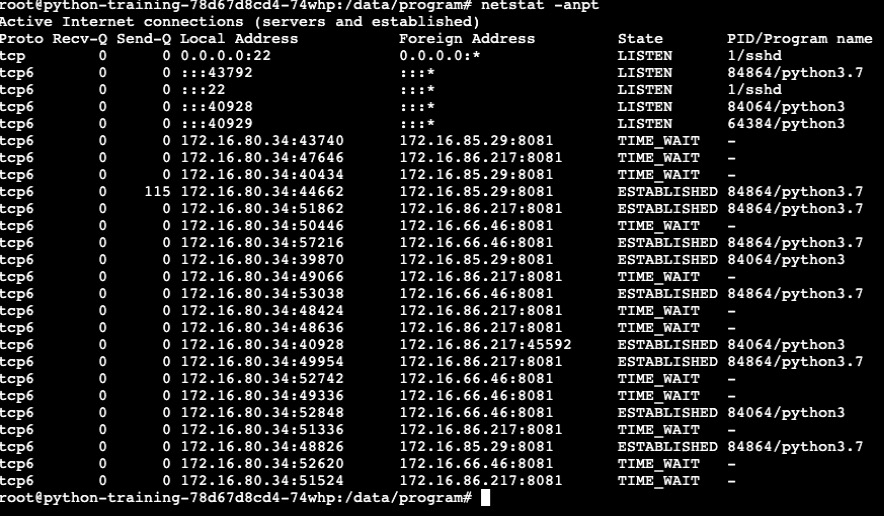 root@python-training-78d67d8cd4-74whp:/data/program# netstat -anpt
Active Internet connections (servers and established)
Proto Recv-Q Send-Q Local Address           Foreign Address         State       PID/Program name
tcp        0      0 0.0.0.0:22              0.0.0.0:*               LISTEN      1/sshd
tcp6       0      0 :::43792                :::*                    LISTEN      84864/python3.7
tcp6       0      0 :::22                   :::*                    LISTEN      1/sshd
tcp6       0      0 :::40928                :::*                    LISTEN      84064/python3
tcp6       0      0 :::40929                :::*                    LISTEN      64384/python3
tcp6       0      0 172.16.80.34:43740      172.16.85.29:8081       TIME_WAIT   -
tcp6       0      0 172.16.80.34:47646      172.16.86.217:8081      TIME_WAIT   -
tcp6       0      0 172.16.80.34:40434      172.16.85.29:8081       TIME_WAIT   -
tcp6       0    115 172.16.80.34:44662      172.16.85.29:8081       ESTABLISHED 84864/python3.7
tcp6       0      0 172.16.80.34:51862      172.16.86.217:8081      ESTABLISHED 84864/python3.7
tcp6       0      0 172.16.80.34:50446      172.16.66.46:8081       TIME_WAIT   -
tcp6       0      0 172.16.80.34:57216      172.16.66.46:8081       ESTABLISHED 84864/python3.7
tcp6       0      0 172.16.80.34:39870      172.16.85.29:8081       ESTABLISHED 84064/python3
tcp6       0      0 172.16.80.34:49066      172.16.86.217:8081      TIME_WAIT   -
tcp6       0      0 172.16.80.34:53038      172.16.66.46:8081       ESTABLISHED 84864/python3.7
tcp6       0      0 172.16.80.34:48424      172.16.86.217:8081      TIME_WAIT   -
tcp6       0      0 172.16.80.34:48636      172.16.86.217:8081      TIME_WAIT   -
tcp6       0      0 172.16.80.34:40928      172.16.86.217:45592     ESTABLISHED 84064/python3
tcp6       0      0 172.16.80.34:49954      172.16.86.217:8081      ESTABLISHED 84864/python3.7
tcp6       0      0 172.16.80.34:52742      172.16.66.46:8081       TIME_WAIT   -
tcp6       0      0 172.16.80.34:49336      172.16.66.46:8081       TIME_WAIT   -
tcp6       0      0 172.16.80.34:52848      172.16.66.46:8081       ESTABLISHED 84064/python3
tcp6       0      0 172.16.80.34:51336      172.16.86.217:8081      TIME_WAIT   -
tcp6       0      0 172.16.80.34:48826      172.16.85.29:8081       ESTABLISHED 84864/python3.7
tcp6       0      0 172.16.80.34:52620      172.16.66.46:8081       TIME_WAIT   -
tcp6       0      0 172.16.80.34:51524      172.16.86.217:8081      TIME_WAIT   -
root@python-training-78d67d8cd4-74whp:/data/program#